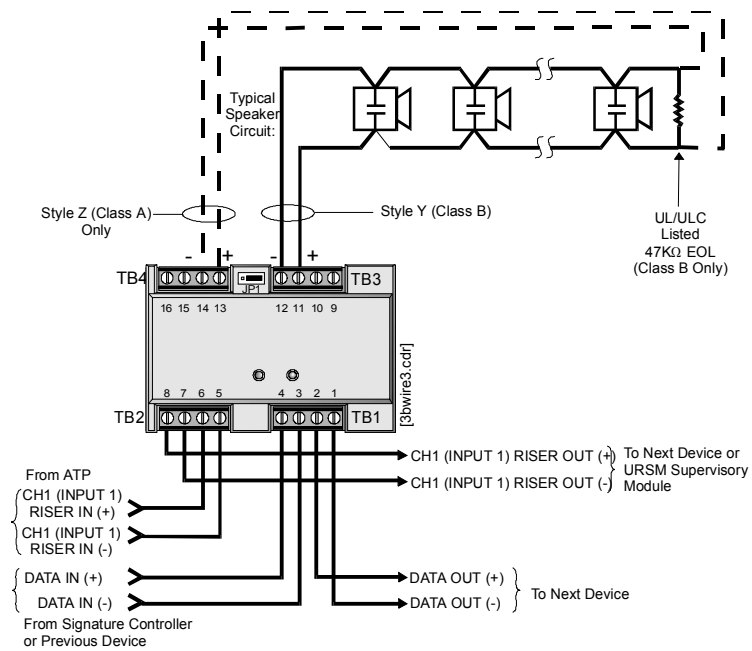 Typical
Speaker
Circuit:
Style Z (Class A)
Only
Style Y (Class B)
UL/ULC
Listed
47KΩ EOL
(Class B Only)
- + - +
TB4 JP1 TB3
16 15 14 13 12 11 10 9
[3bwire3.cdr]
8 7 6 5 4 3 2 1
TB2 TB1
CH1 (INPUT 1) RISER OUT (+)
CH1 (INPUT 1) RISER OUT (-)
To Next Device or
URSM Supervisory
Module
From ATP
CH1 (INPUT 1)
RISER IN (+)
CH1 (INPUT 1)
RISER IN (-)
DATA IN (+)
DATA IN (-)
From Signature Controller
or Previous Device
DATA OUT (+)
DATA OUT (-)
To Next Device